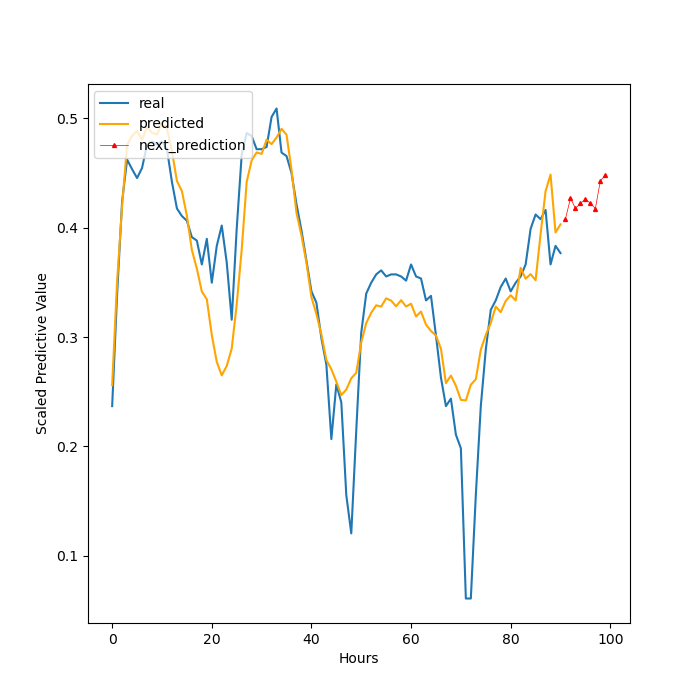 real
predicted
next_prediction
0.5
0.4
0.3
0.2
0.1
Scaled Predictive Value
0 20 40 60 80 100
Hours